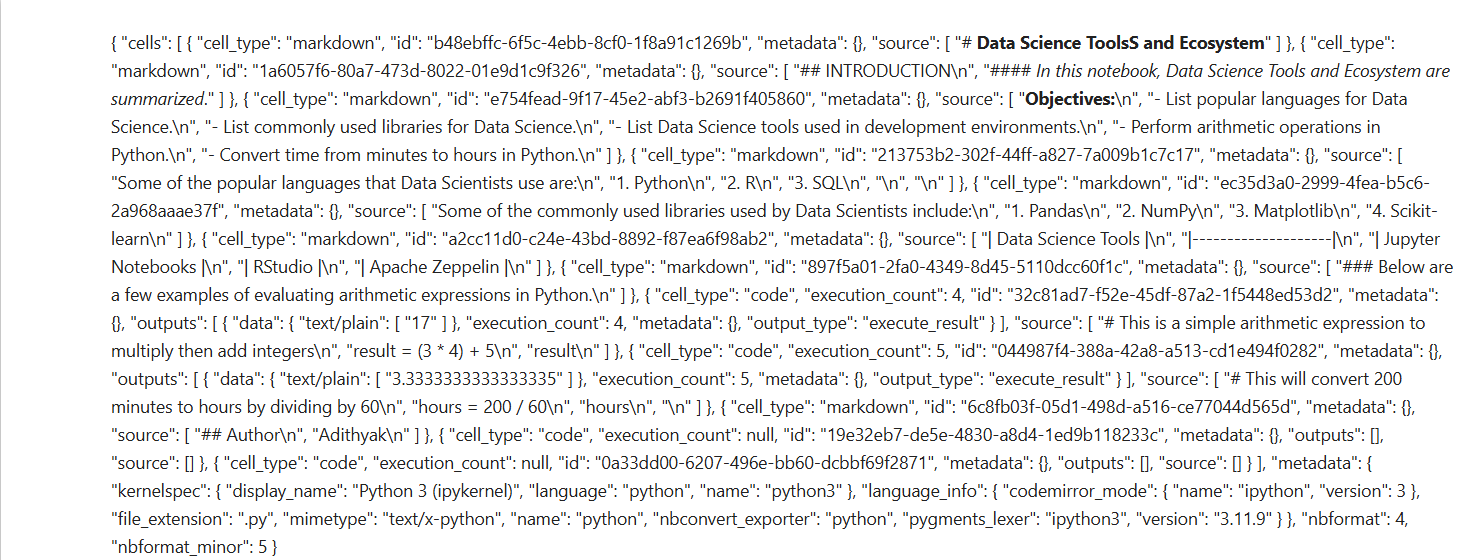 { "cells": [ { "cell_type": "markdown", "id": "b48ebffc-6f5c-4ebb-8cf0-1f8a91c1269b", "metadata": {}, "source": [ "# Data Science ToolsS and Ecosystem" ] }, { "cell_type":
"markdown", "id": "1a6057f6-80a7-473d-8022-01e9d1c9f326", "metadata": {}, "source": [ "## INTRODUCTION\n", "#### In this notebook, Data Science Tools and Ecosystem are
summarized." ] }, { "cell_type": "markdown", "id": "e754fead-9f17-45e2-abf3-b2691f405860", "metadata": {}, "source": [ "Objectives:\n", "- List popular languages for Data
Science.\n", "- List commonly used libraries for Data Science.\n", "- List Data Science tools used in development environments.\n", "- Perform arithmetic operations in
Python.\n", "- Convert time from minutes to hours in Python.\n" ] }, { "cell_type": "markdown", "id": "213753b2-302f-44ff-a827-7a009b1c7c17", "metadata": {}, "source": [
"Some of the popular languages that Data Scientists use are:\n", "1. Python\n", "2. R\n", "3. SQL\n", "\n", "\n" ] }, { "cell_type": "markdown", "id": "ec35d3a0-2999-4fea-b5c6-
2a968aaae37f", "metadata": {}, "source": [ "Some of the commonly used libraries used by Data Scientists include:\n", "1. Pandas\n", "2. NumPy\n", "3. Matplotlib\n", "4. Scikit-
learn\n" ] }, { "cell_type": "markdown", "id": "a2cc11d0-c24e-43bd-8892-f87ea6f98ab2", "metadata": {}, "source": [ "| Data Science Tools |\n", "|--------------------|\n", "| Jupyter
Notebooks |\n", "| RStudio |\n", "| Apache Zeppelin |\n" ] }, { "cell_type": "markdown", "id": "897f5a01-2fa0-4349-8d45-5110dcc60f1c", "metadata": {}, "source": [ "### Below are
a few examples of evaluating arithmetic expressions in Python.\n" ] }, { "cell_type": "code", "execution_count": 4, "id": "32c81ad7-f52e-45df-87a2-1f5448ed53d2", "metadata":
{}, "outputs": [ { "data": { "text/plain": [ "17" ] }, "execution_count": 4, "metadata": {}, "output_type": "execute_result" } ], "source": [ "# This is a simple arithmetic expression to
multiply then add integers\n", "result = (3 * 4) + 5\n", "result\n" ] }, { "cell_type": "code", "execution_count": 5, "id": "044987f4-388a-42a8-a513-cd1e494f0282", "metadata": {},
"outputs": [ { "data": { "text/plain": [ "3.3333333333333335" ] }, "execution_count": 5, "metadata": {}, "output_type": "execute_result" } ], "source": [ "# This will convert 200
minutes to hours by dividing by 60\n", "hours = 200 / 60\n", "hours\n", "\n" ] }, { "cell_type": "markdown", "id": "6c8fb03f-05d1-498d-a516-ce77044d565d", "metadata": {},
"source": [ "## Author\n", "Adithyak\n" ] }, { "cell_type": "code", "execution_count": null, "id": "19e32eb7-de5e-4830-a8d4-1ed9b118233c", "metadata": {}, "outputs": [],
"source": [] }, { "cell_type": "code", "execution_count": null, "id": "0a33dd00-6207-496e-bb60-dcbbf69f2871", "metadata": {}, "outputs": [], "source": [] } ], "metadata": {
"kernelspec": { "display_name": "Python 3 (ipykernel)", "language": "python", "name": "python3" }, "language_info": { "codemirror_mode": { "name": "ipython", "version": 3 },
"file_extension": ".py", "mimetype": "text/x-python", "name": "python", "nbconvert_exporter": "python", "pygments_lexer": "ipython3", "version": "3.11.9" } }, "nbformat": 4,
"nbformat_minor": 5 }